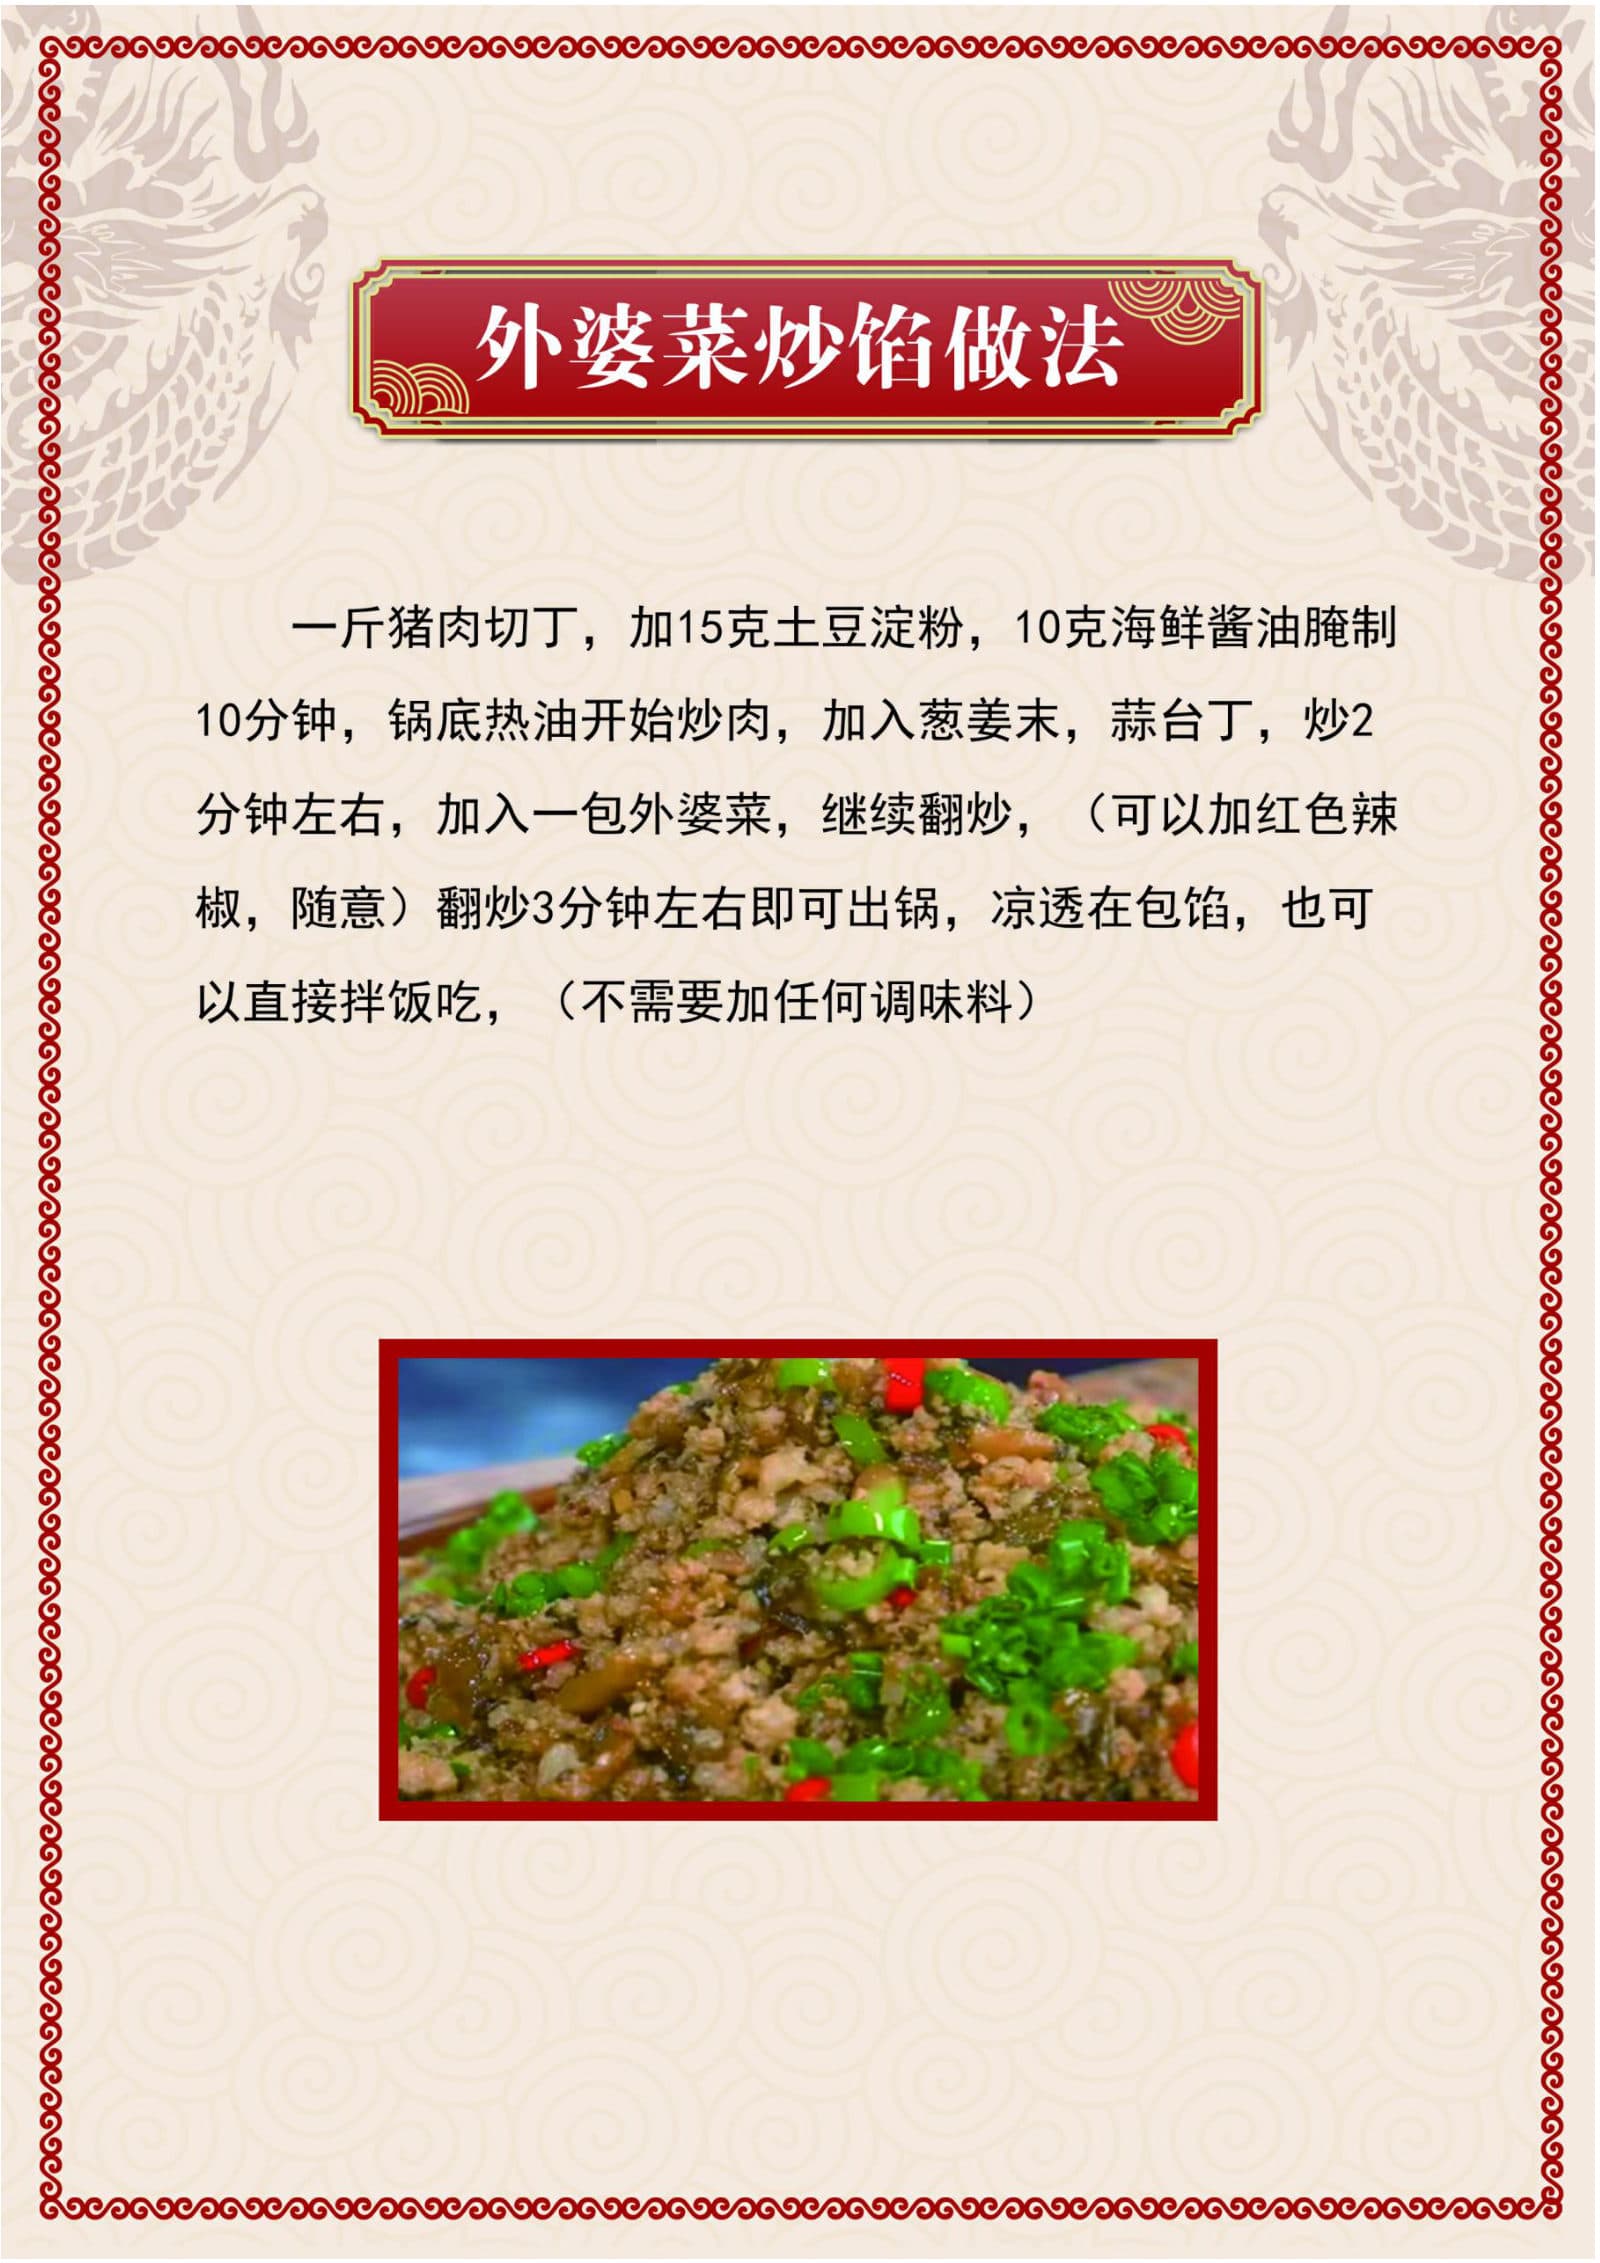 外婆菜炒馅做法
一斤猪肉切丁，加15克土豆淀粉，10克海鲜酱油腌制
10分钟，锅底热油开始炒肉，加入葱姜末，蒜台丁，炒2
分钟左右，加入一包外婆菜，继续翻炒，（可以加红色辣
椒，随意）翻炒3分钟左右即可出锅，凉透在包馅，也可
以直接拌饭吃，（不需要加任何调味料）